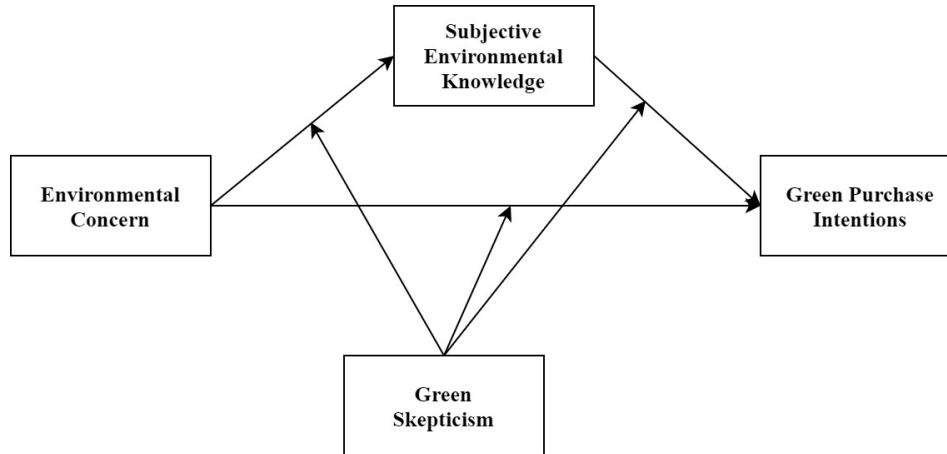 Subjective
Environmental
Knowledge
Environmental
Concern
Green Purchase
Intentions
Green
Skepticism